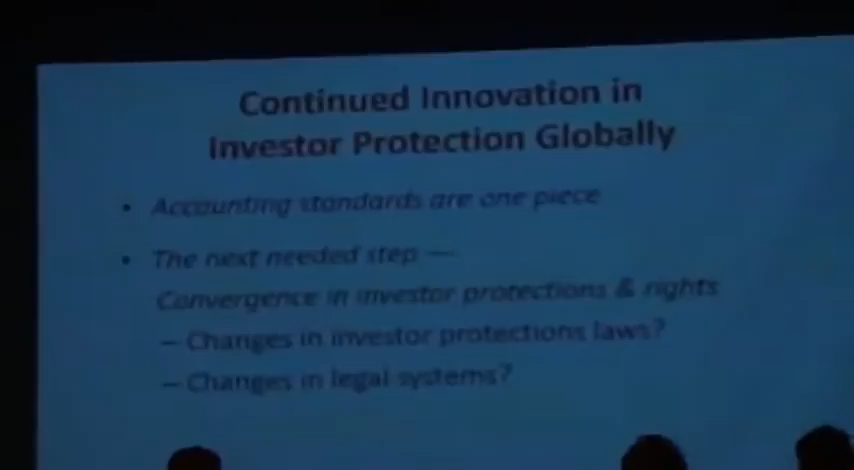 Continued Innovation in
Investor Protection Globally
• Accounting standards are one piece
• The next needed step —
Convergence in investor protections & rights
– Changes in investor protections laws?
– Changes in legal systems?